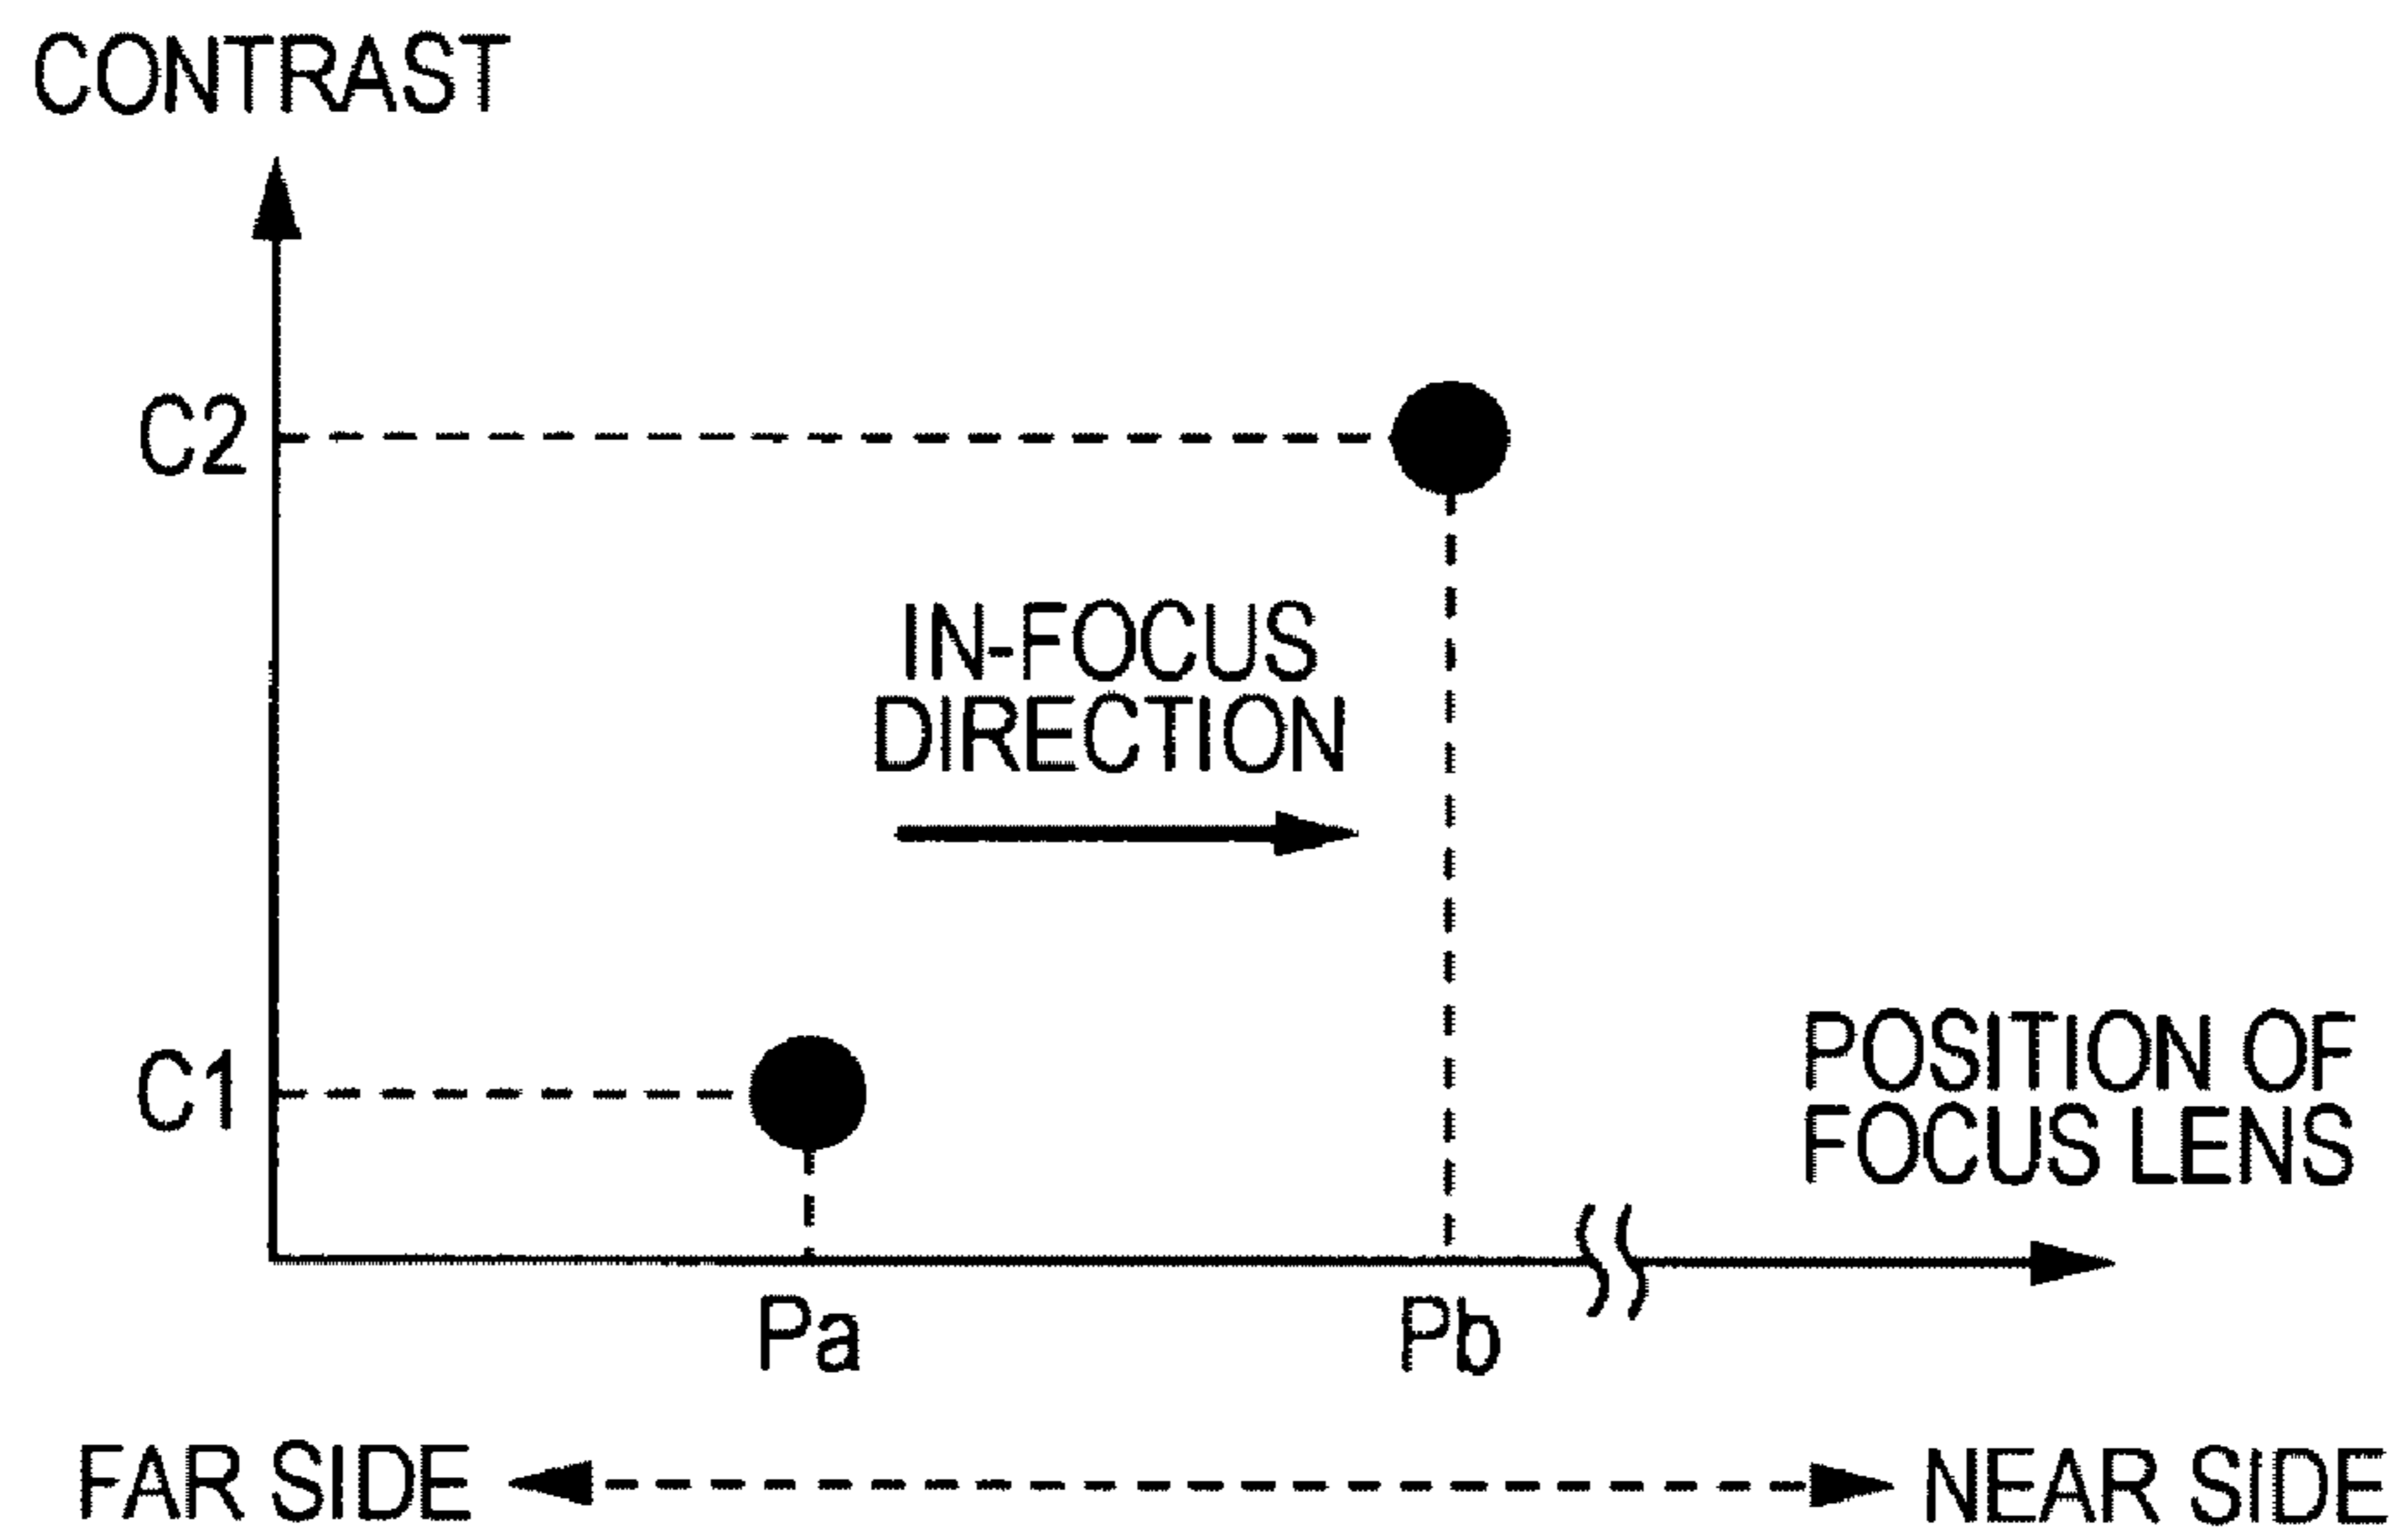 CONTRAST
C2
IN-FOCUS
DIRECTION
C1
POSITION OF
FOCUS LENS
Pa
Pb
FAR SIDE
NEAR SIDE